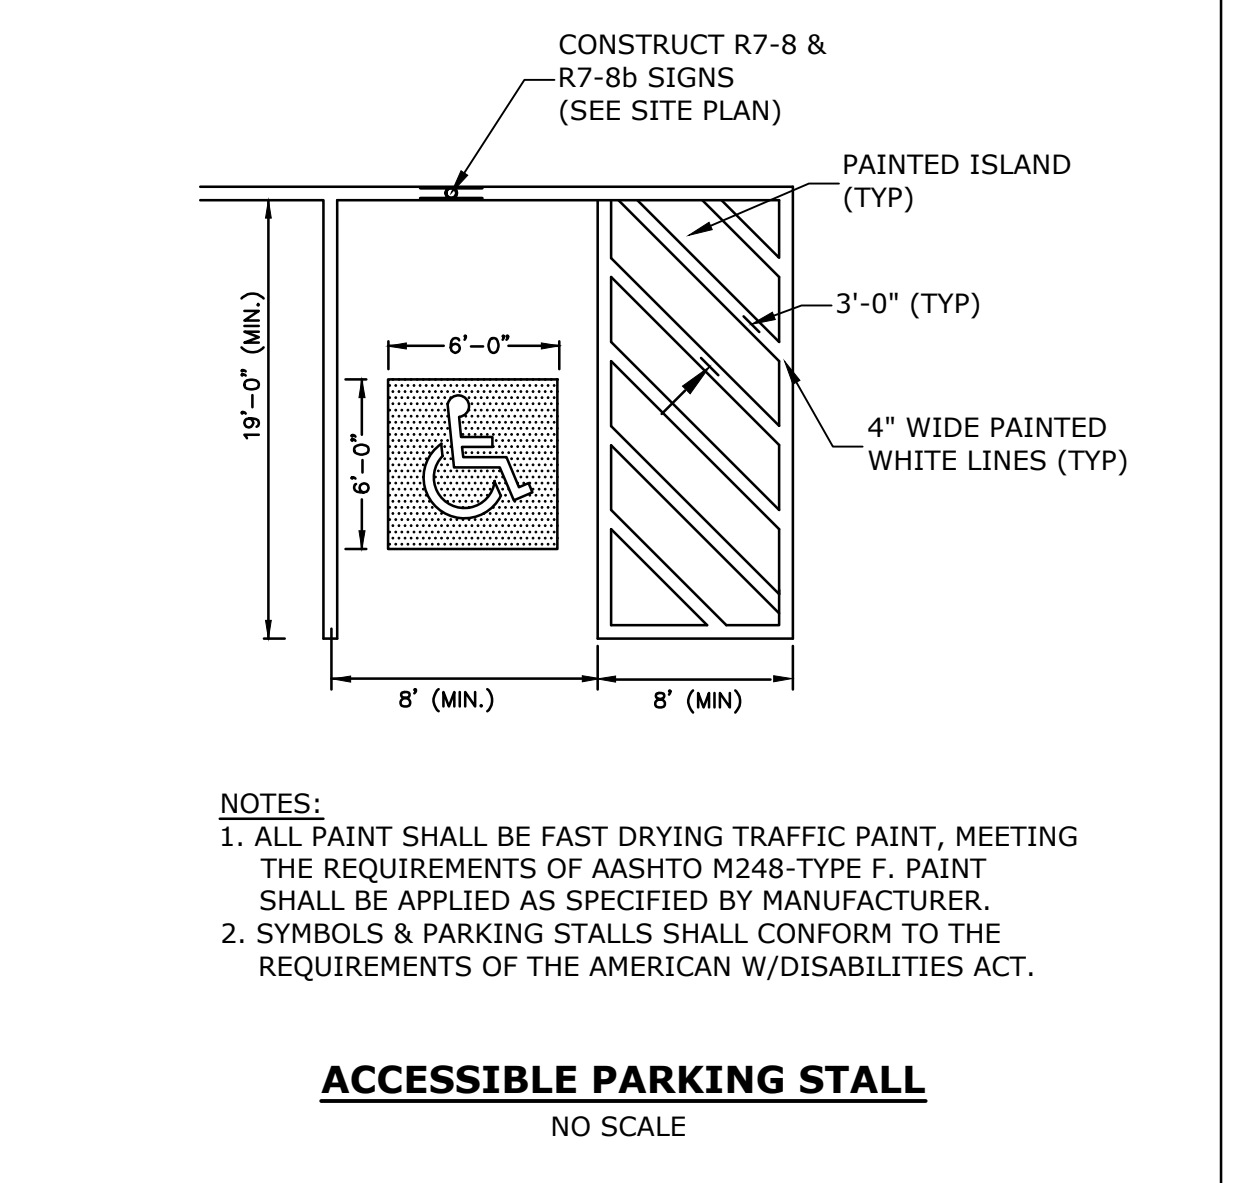 CONSTRUCT R7-8 &
R7-8b SIGNS
(SEE SITE PLAN)
PAINTED ISLAND
(TYP)
3'-0" (TYP)
19'-0" (MIN.)
6'-0"
6'-0"
4" WIDE PAINTED
WHITE LINES (TYP)
8' (MIN.)
8' (MIN)
NOTES:
1. ALL PAINT SHALL BE FAST DRYING TRAFFIC PAINT, MEETING
THE REQUIREMENTS OF AASHTO M248-TYPE F. PAINT
SHALL BE APPLIED AS SPECIFIED BY MANUFACTURER.
2. SYMBOLS & PARKING STALLS SHALL CONFORM TO THE
REQUIREMENTS OF THE AMERICAN W/DISABILITIES ACT.
ACCESSIBLE PARKING STALL
NO SCALE